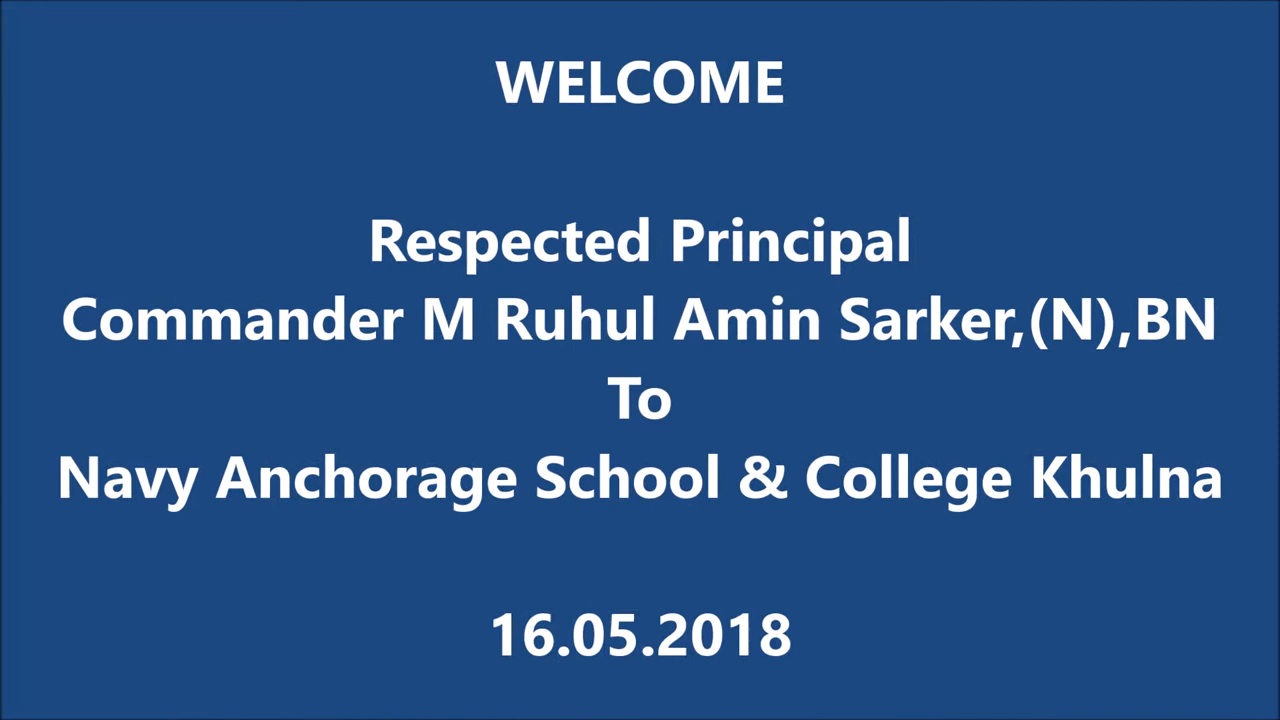 WELCOME
Respected Principal
Commander M Ruhul Amin Sarker,(N),BN
To
Navy Anchorage School & College Khulna
16.05.2018